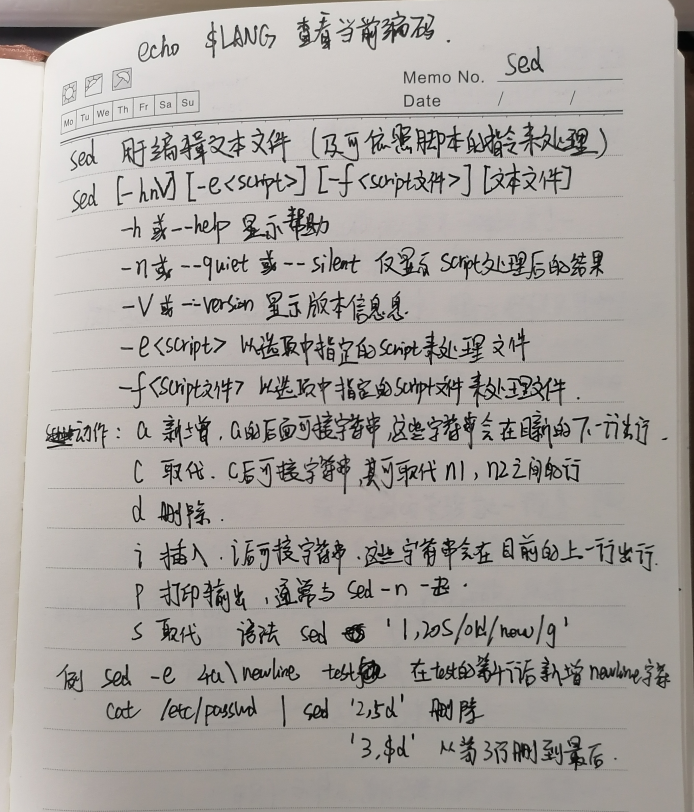 echo $LANG 查看当前编码.
Memo No. sed
Mo Tu We Th Fr Sa Su
Date / /
sed 用于编辑文本文件 (及可依照脚本的指令来处理)
sed [-hnV] [-e<script>] [-f<script文件>] [文本文件]
-h 或 --help 显示帮助
-n 或 --quiet 或 --silent 仅显示 Script处理后的结果
-V 或 --version 显示版本信息息.
-e<script> 以选取中指定的script来处理文件
-f<script文件> 以选取中指定的script文件来处理文件.
动作: a 新增, a的后面可接字符串,这些字符串会在目前的下一行出行.
c 取代. c后可接字符串,其可取代 n1, n2之间的行
d 删除.
i 插入. i后可接字符串.这些字符串会在目前的上一行出行.
p 打印输出,通常与 sed -n 一起.
s 取代 语法 sed '1,20s/old/new/g'
例 sed -e 4a\newline test 在test的第4行后新增newline字符
cat /etc/passwd | sed '2,5d' 删除
'3,$d' 从第3行删到最后.